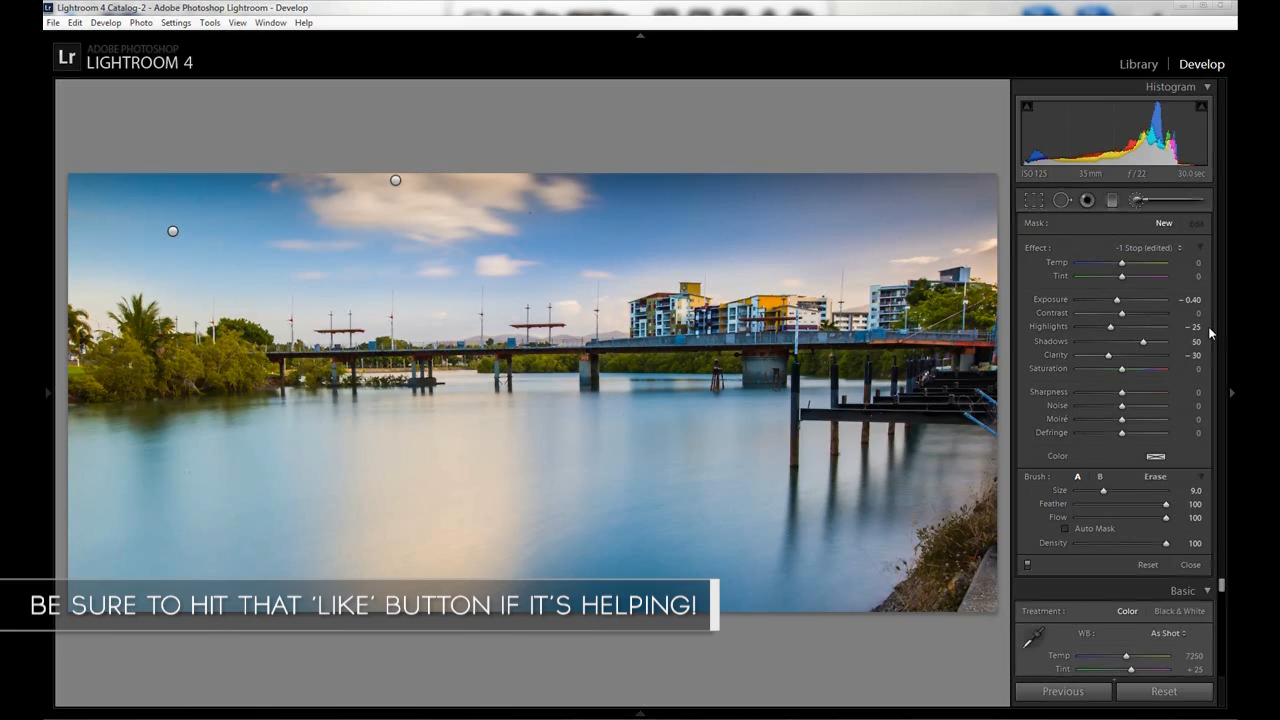 Lightroom 4 Catalog-2 - Adobe Photoshop Lightroom - Develop
File Edit Develop Photo Settings Tools View Window Help
Lr
ADOBE PHOTOSHOP
LIGHTROOM 4
Library | Develop
Histogram
ISO 125 35 mm ƒ / 22 30.0 sec
Mask : New Edit
Effect : -1 Stop (edited)
Temp 0
Tint 0
Exposure – 0.40
Contrast 0
Highlights – 25
Shadows 50
Clarity – 30
Saturation 0
Sharpness 0
Noise 0
Moiré 0
Defringe 0
Color
Brush : A B Erase
Size 9.0
Feather 100
Flow 100
Auto Mask
Density 100
Reset Close
Basic
Treatment : Color Black & White
WB : As Shot
Temp 7250
Tint + 25
Previous Reset
BE SURE TO HIT THAT ‘LIKE’ BUTTON IF IT’S HELPING!